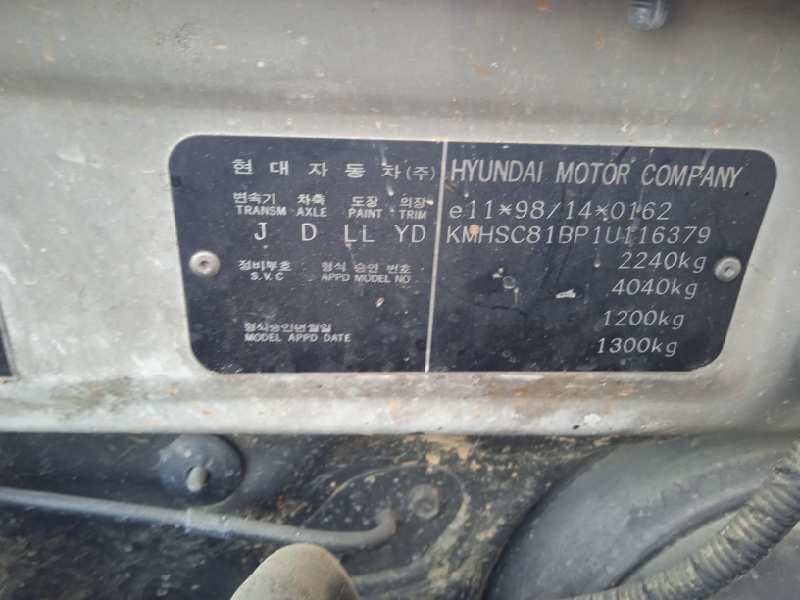 현대자동차(주) HYUNDAI MOTOR COMPANY
변속기 차축 도장 의장
TRANSM AXLE PAINT TRIM e11*98/14*0162
J D LL YD KMHSC81BP1U116379
정비부호 형식 승인 번호 2240kg
S.V.C APPD MODEL NO 4040kg
1200kg
형식승인년월일
MODEL APPD DATE 1300kg